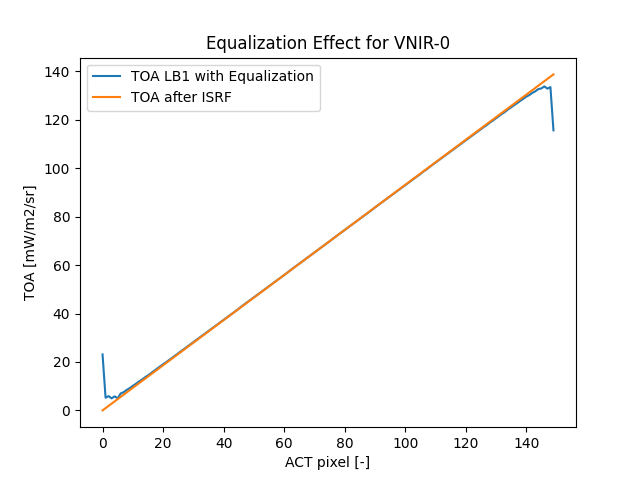 Equalization Effect for VNIR-0
TOA LB1 with Equalization
TOA after ISRF
TOA [mW/m2/sr]
140
120
100
80
60
40
20
0
0 20 40 60 80 100 120 140
ACT pixel [-]